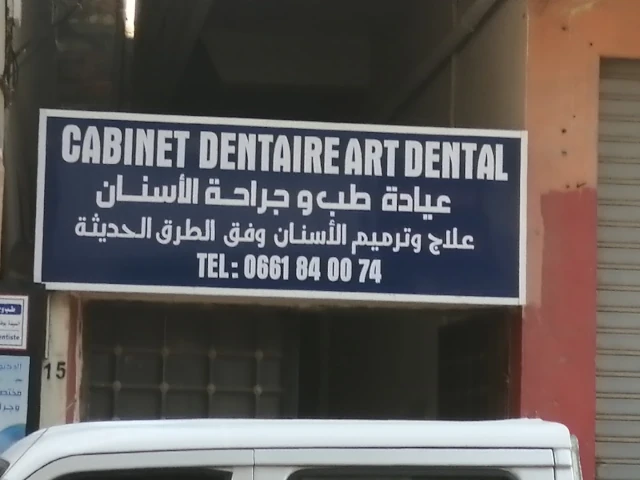 CABINET DENTAIRE ART DENTAL
عيادة طب و جراحة الأسنان
علاج وترميم الأسنان وفق الطرق الحديثة
TEL: 0661 84 00 74
15